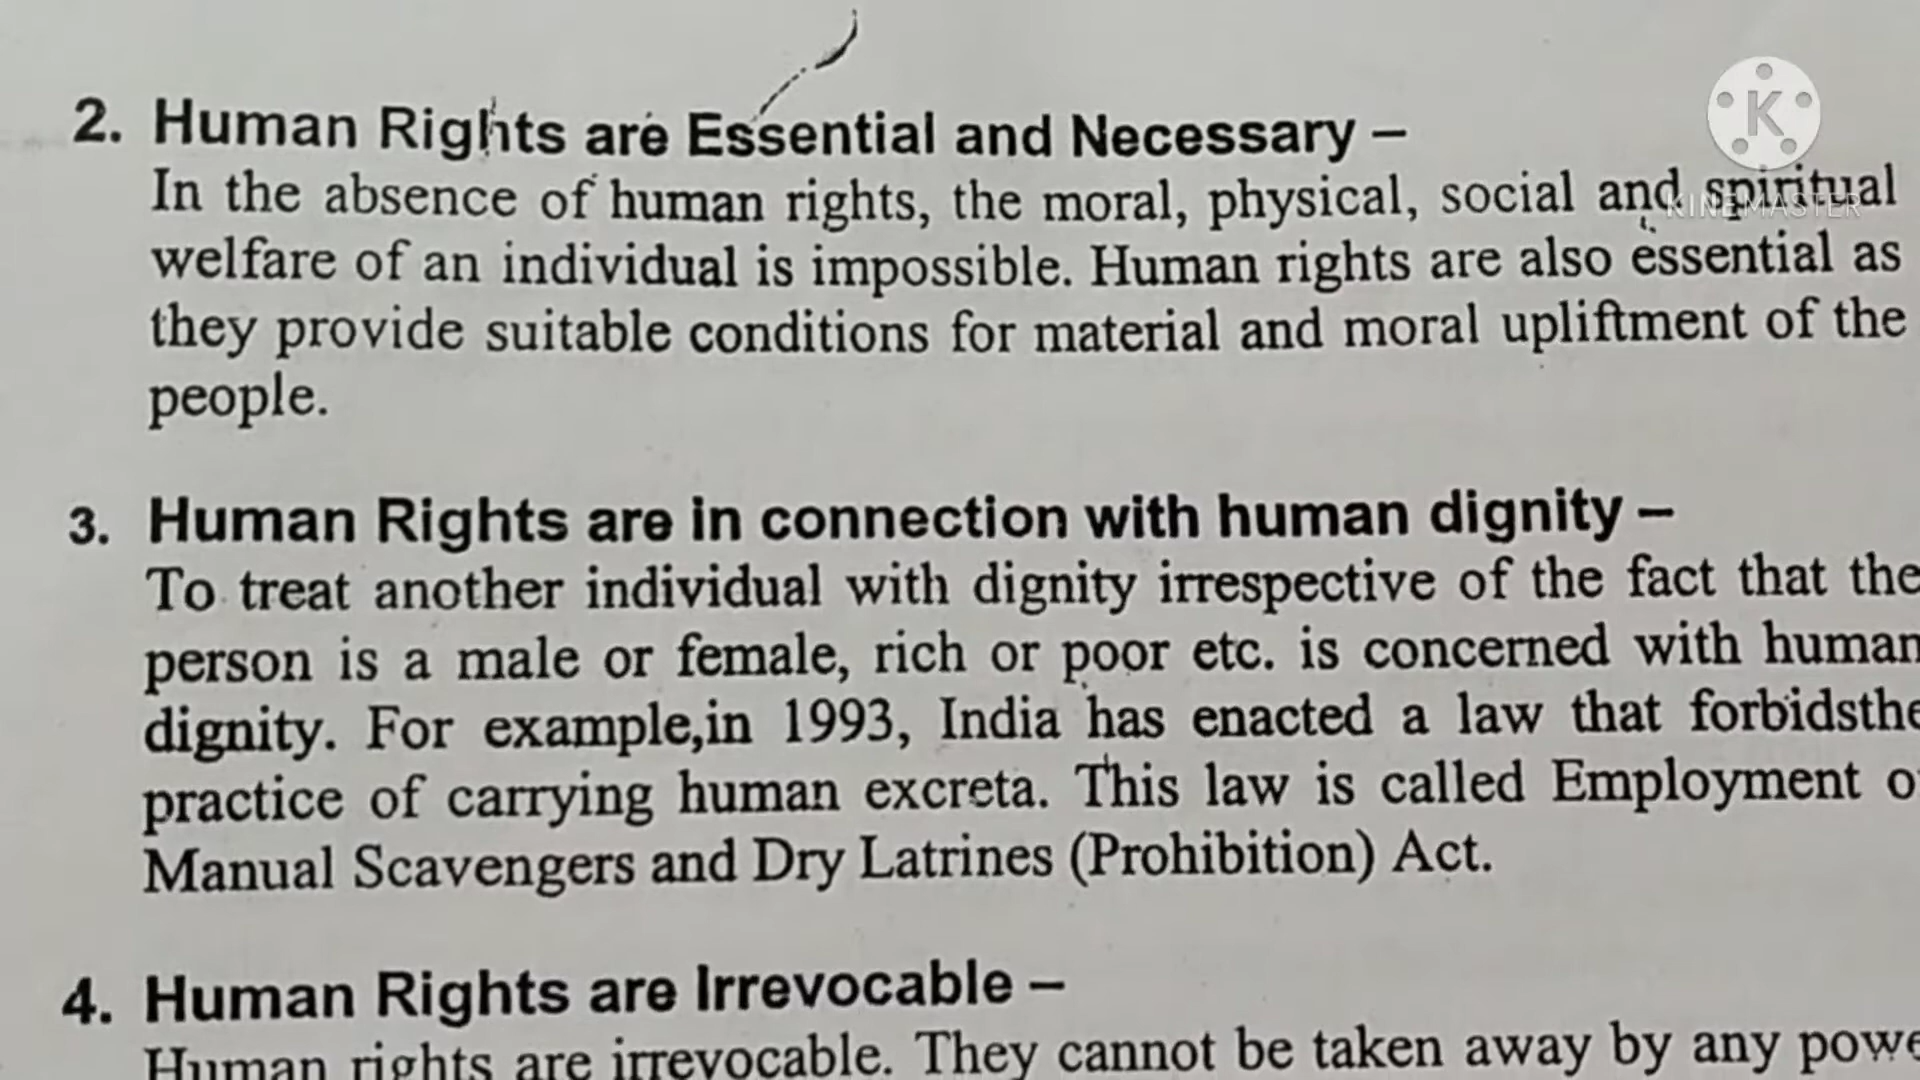 2. Human Rights are Essential and Necessary –
In the absence of human rights, the moral, physical, social and spiritual
welfare of an individual is impossible. Human rights are also essential as
they provide suitable conditions for material and moral upliftment of the
people.
3. Human Rights are in connection with human dignity –
To treat another individual with dignity irrespective of the fact that the
person is a male or female, rich or poor etc. is concerned with human
dignity. For example,in 1993, India has enacted a law that forbidsthe
practice of carrying human excreta. This law is called Employment o
Manual Scavengers and Dry Latrines (Prohibition) Act.
4. Human Rights are Irrevocable –
Human rights are irrevocable. They cannot be taken away by any powe
K
KINEMASTER